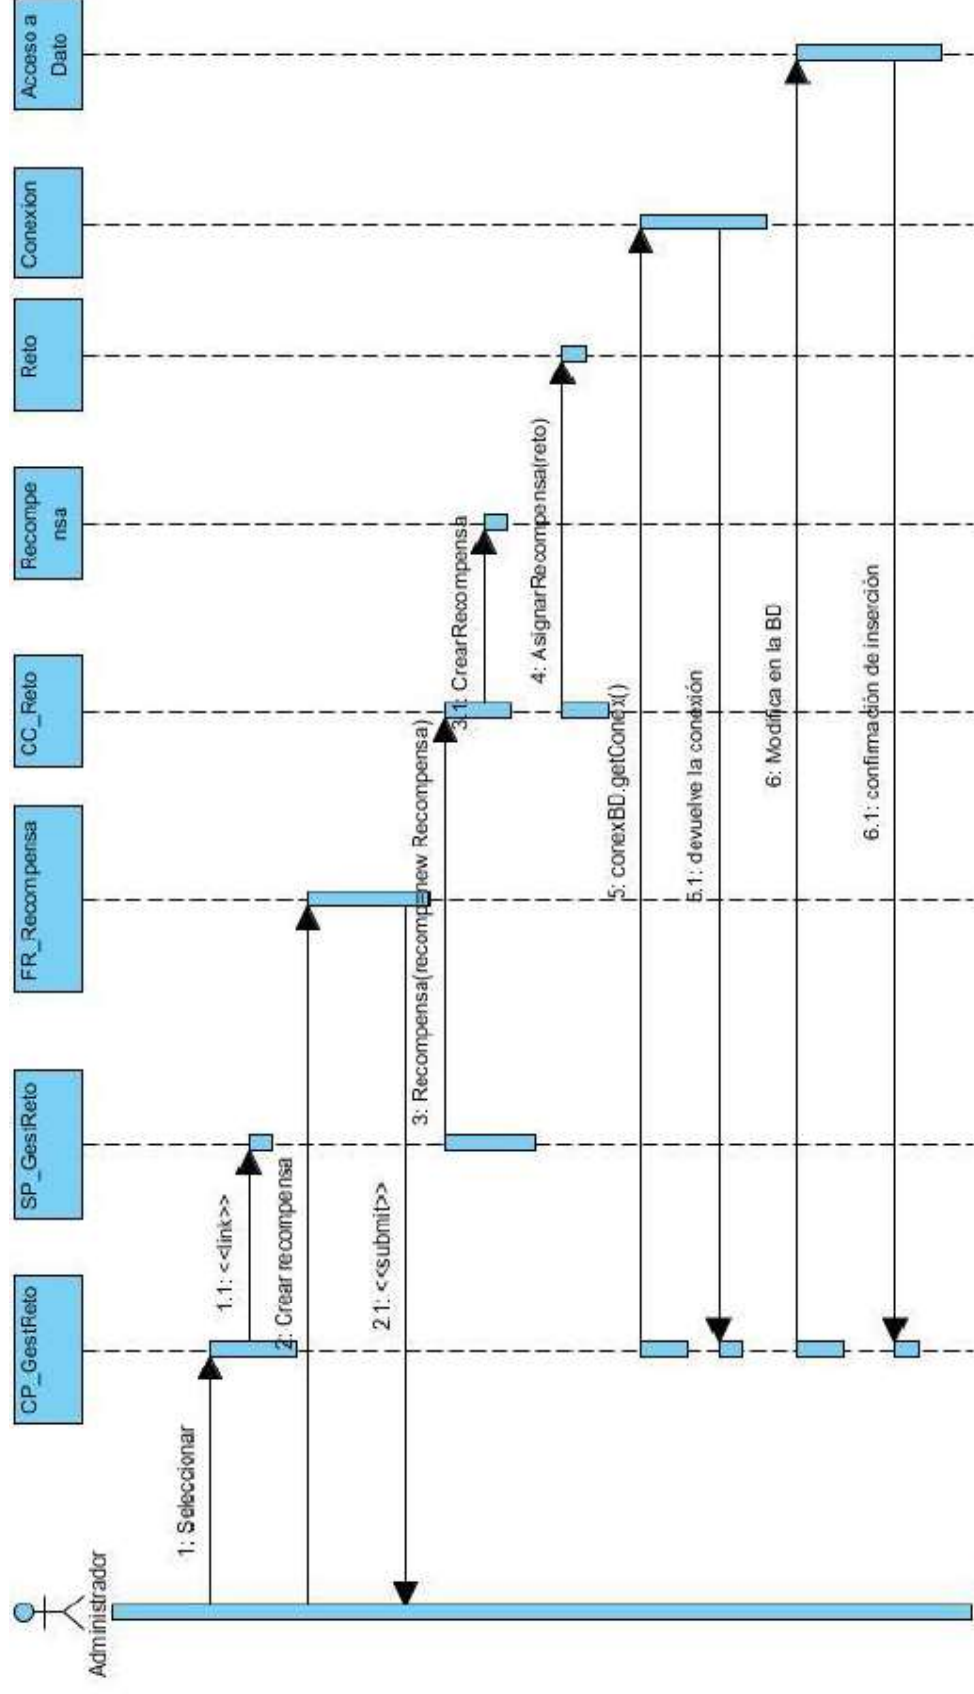 Administrador
CP_GestReto
SP_GestReto
FR_Recompensa
CC_Reto
Recompe
nsa
Reto
Conexion
Acceso a
Dato
1: Seleccionar
1.1: <<link>>
2: Crear recompensa
2.1: <<submit>>
3: Recompensa(recomp,new Recompensa)
3.1: CrearRecompensa
4: AsignarRecompensa(reto)
5: conexBD.getConex()
5.1: devuelve la conexión
6: Modifica en la BD
6.1: confirmación de inserción